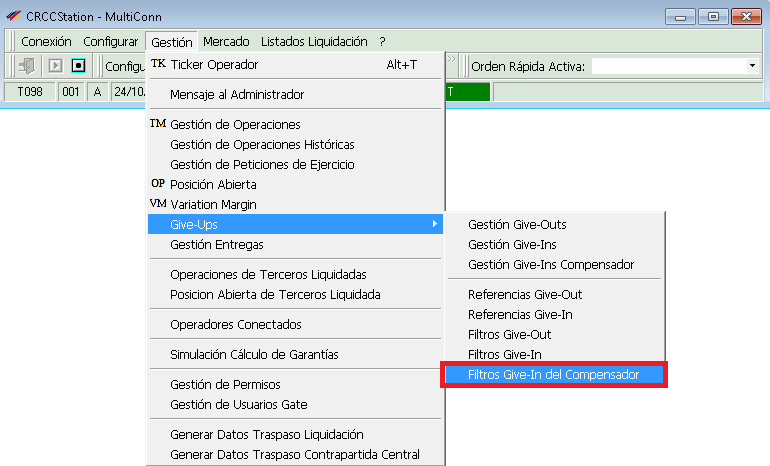 CRCCStation - MultiConn
Conexión Configurar Gestión Mercado Listados Liquidación ?
Orden Rápida Activa:
T098 001 A T
TK Ticker Operador Alt+T
Mensaje al Administrador
TM Gestión de Operaciones
Gestión de Operaciones Históricas
Gestión de Peticiones de Ejercicio
OP Posición Abierta
VM Variation Margin
Give-Ups
Gestión Entregas
Operaciones de Terceros Liquidadas
Posicion Abierta de Terceros Liquidada
Operadores Conectados
Simulación Cálculo de Garantías
Gestión de Permisos
Gestión de Usuarios Gate
Generar Datos Traspaso Liquidación
Generar Datos Traspaso Contrapartida Central
Gestión Give-Outs
Gestión Give-Ins
Gestión Give-Ins Compensador
Referencias Give-Out
Referencias Give-In
Filtros Give-Out
Filtros Give-In
Filtros Give-In del Compensador